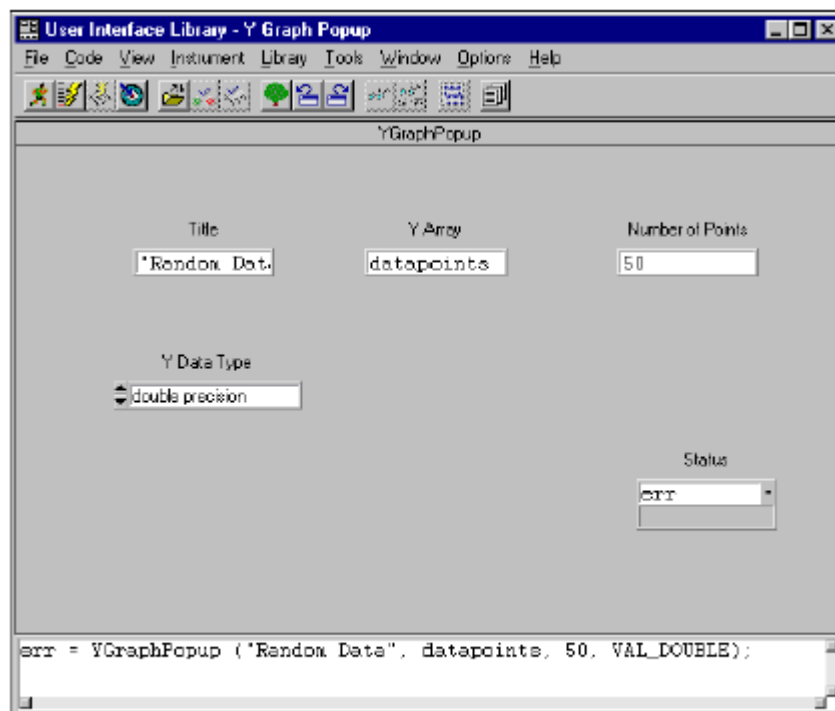 User Interface Library - Y Graph Popup
File Code View Instrument Library Tools Window Options Help
YGraphPopup
Title Y Array Number of Points
"Random Dat datapoints 50
Y Data Type
double precision
Status
err
err = YGraphPopup ("Random Data", datapoints, 50, VAL_DOUBLE);